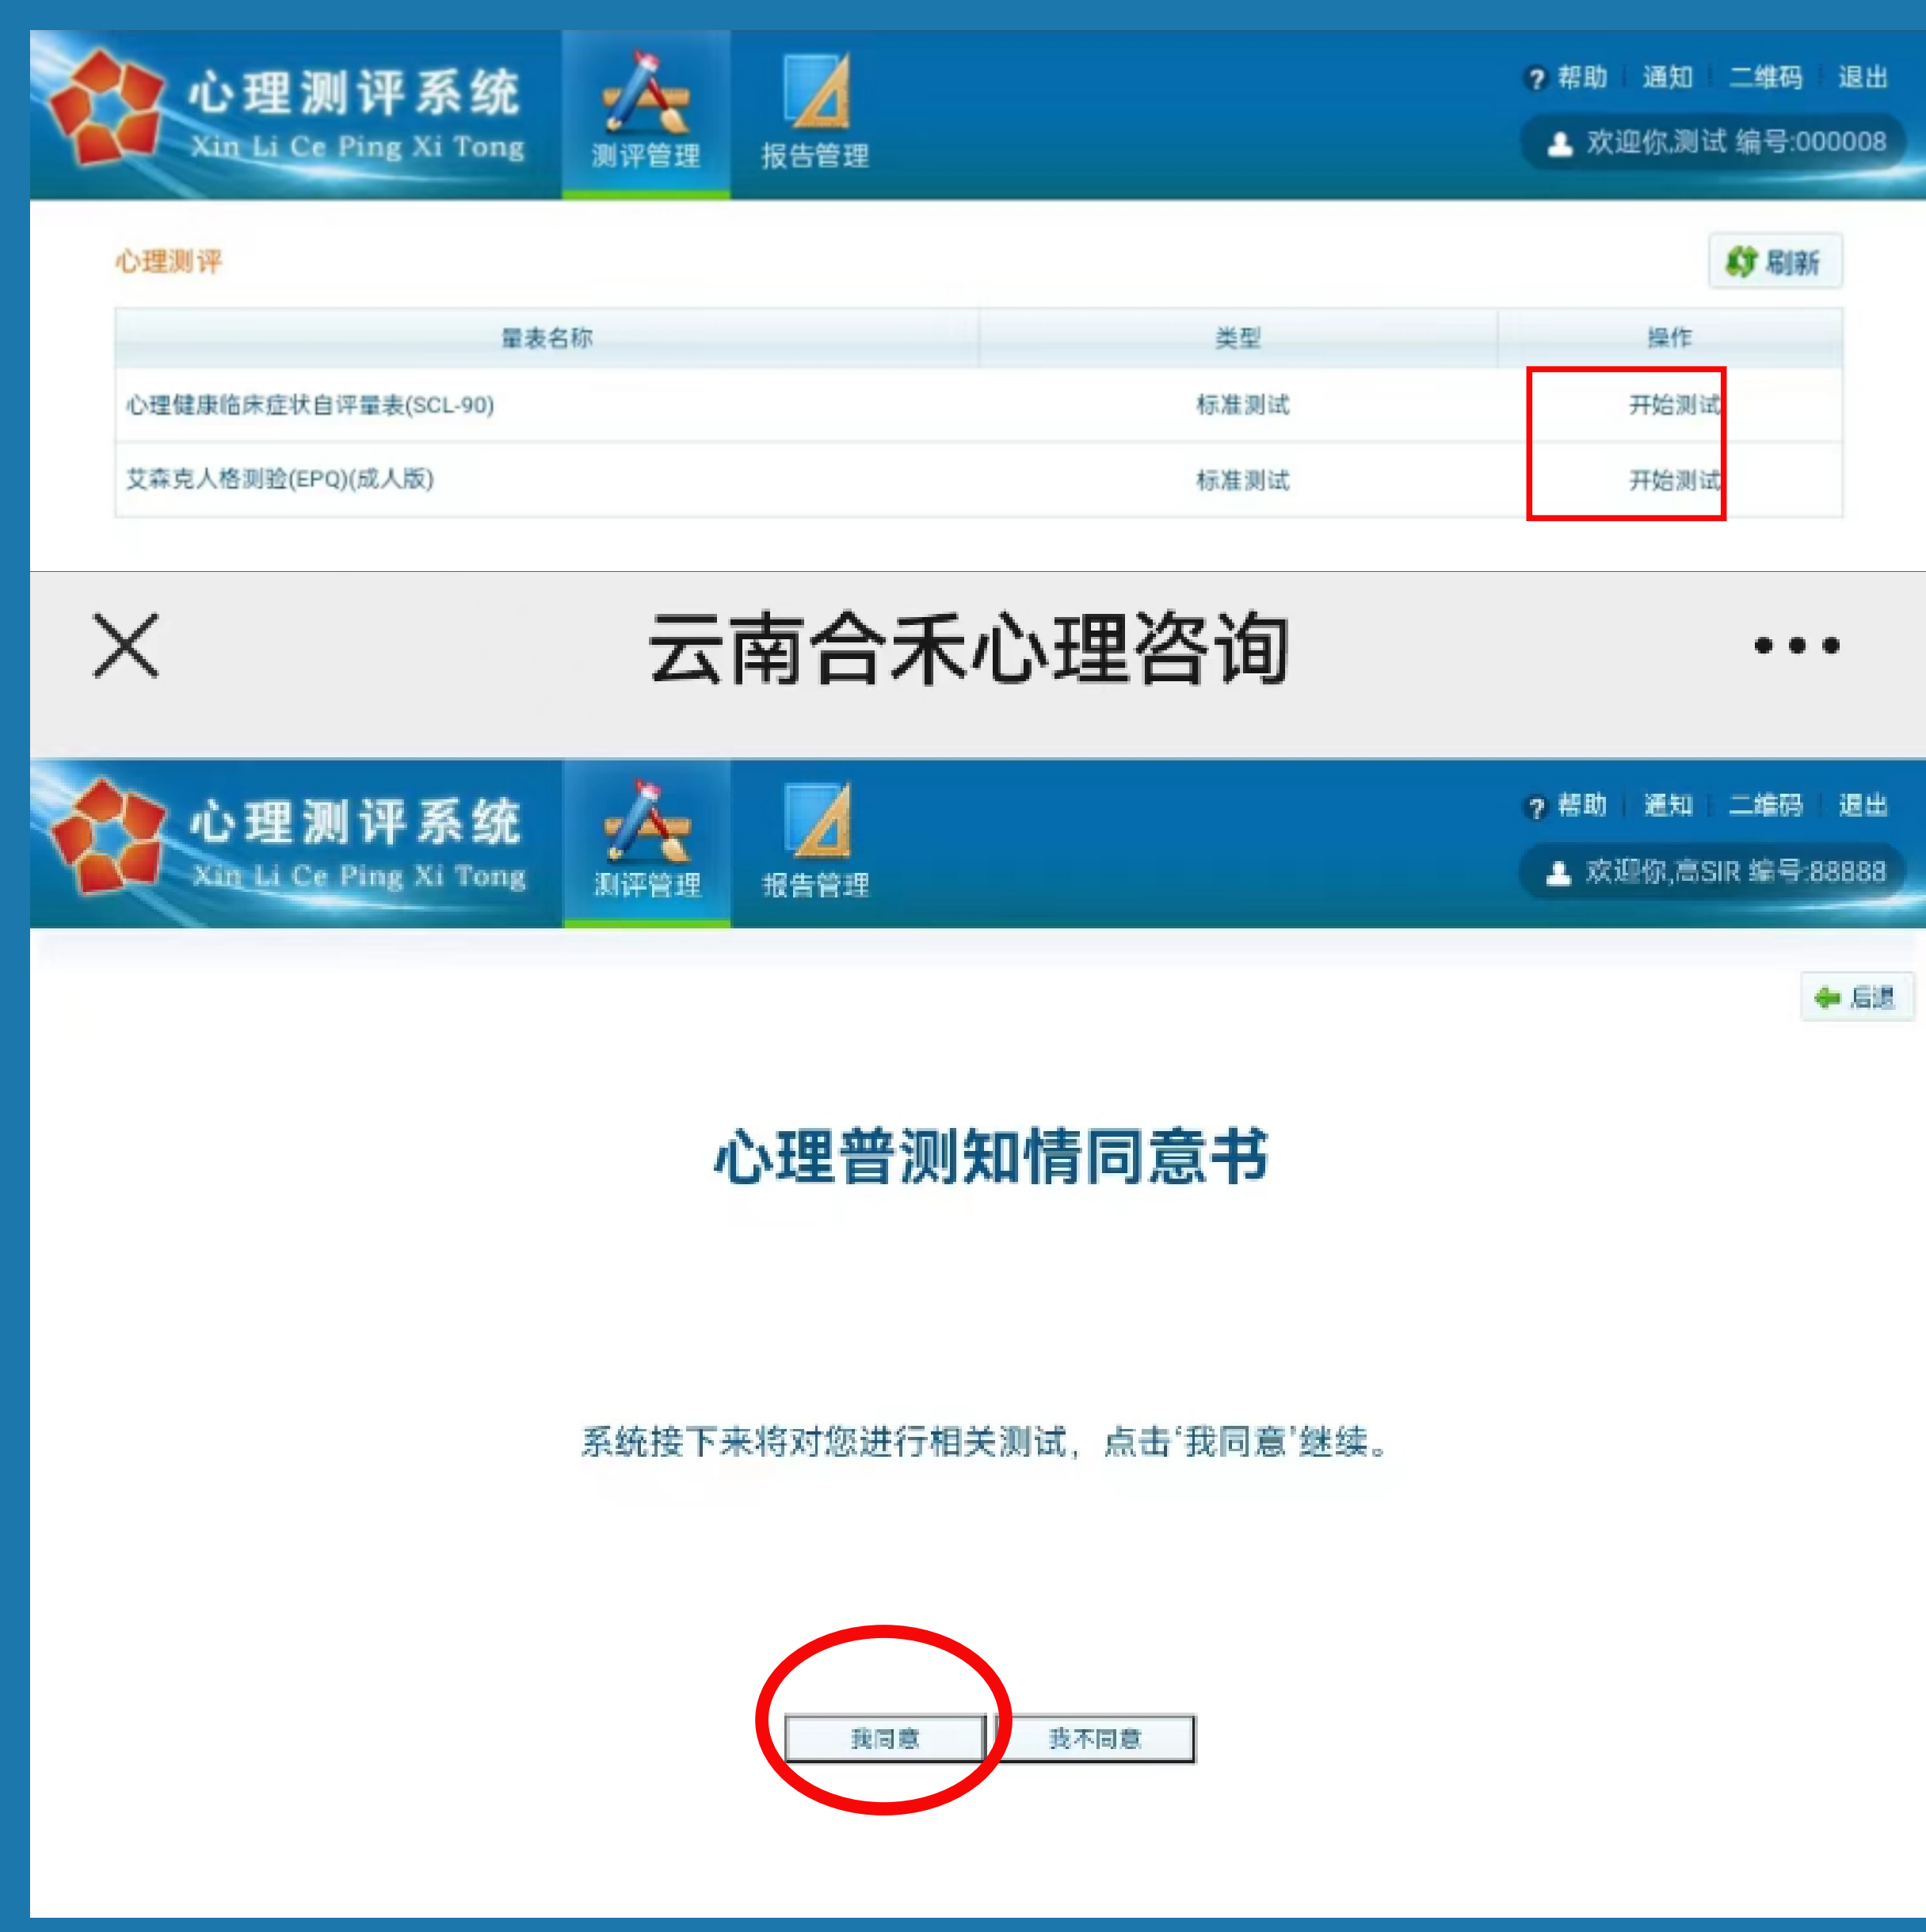 心理测评系统
Xin Li Ce Ping Xi Tong
测评管理
报告管理
? 帮助 通知 二维码 退出
欢迎你,测试 编号:000008
心理测评
刷新
量表名称 类型 操作
心理健康临床症状自评量表(SCL-90) 标准测试 开始测试
艾森克人格测验(EPQ)(成人版) 标准测试 开始测试
云南合禾心理咨询
心理测评系统
Xin Li Ce Ping Xi Tong
测评管理
报告管理
? 帮助 通知 二维码 退出
欢迎你,高SIR 编号:88888
后退
心理普测知情同意书
系统接下来将对您进行相关测试，点击'我同意'继续。
我同意 我不同意